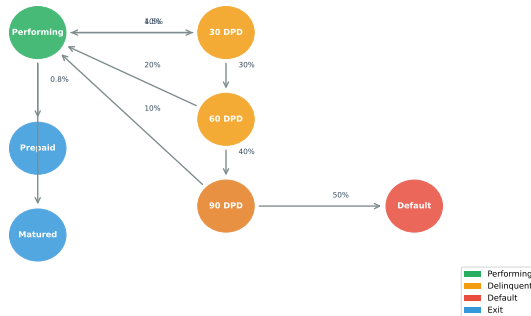 Performing
30 DPD
30%
0.8%
20%
60 DPD
10%
Prepaid
40%
50%
90 DPD
Default
Matured
Performing
Delinquent
Default
Exit